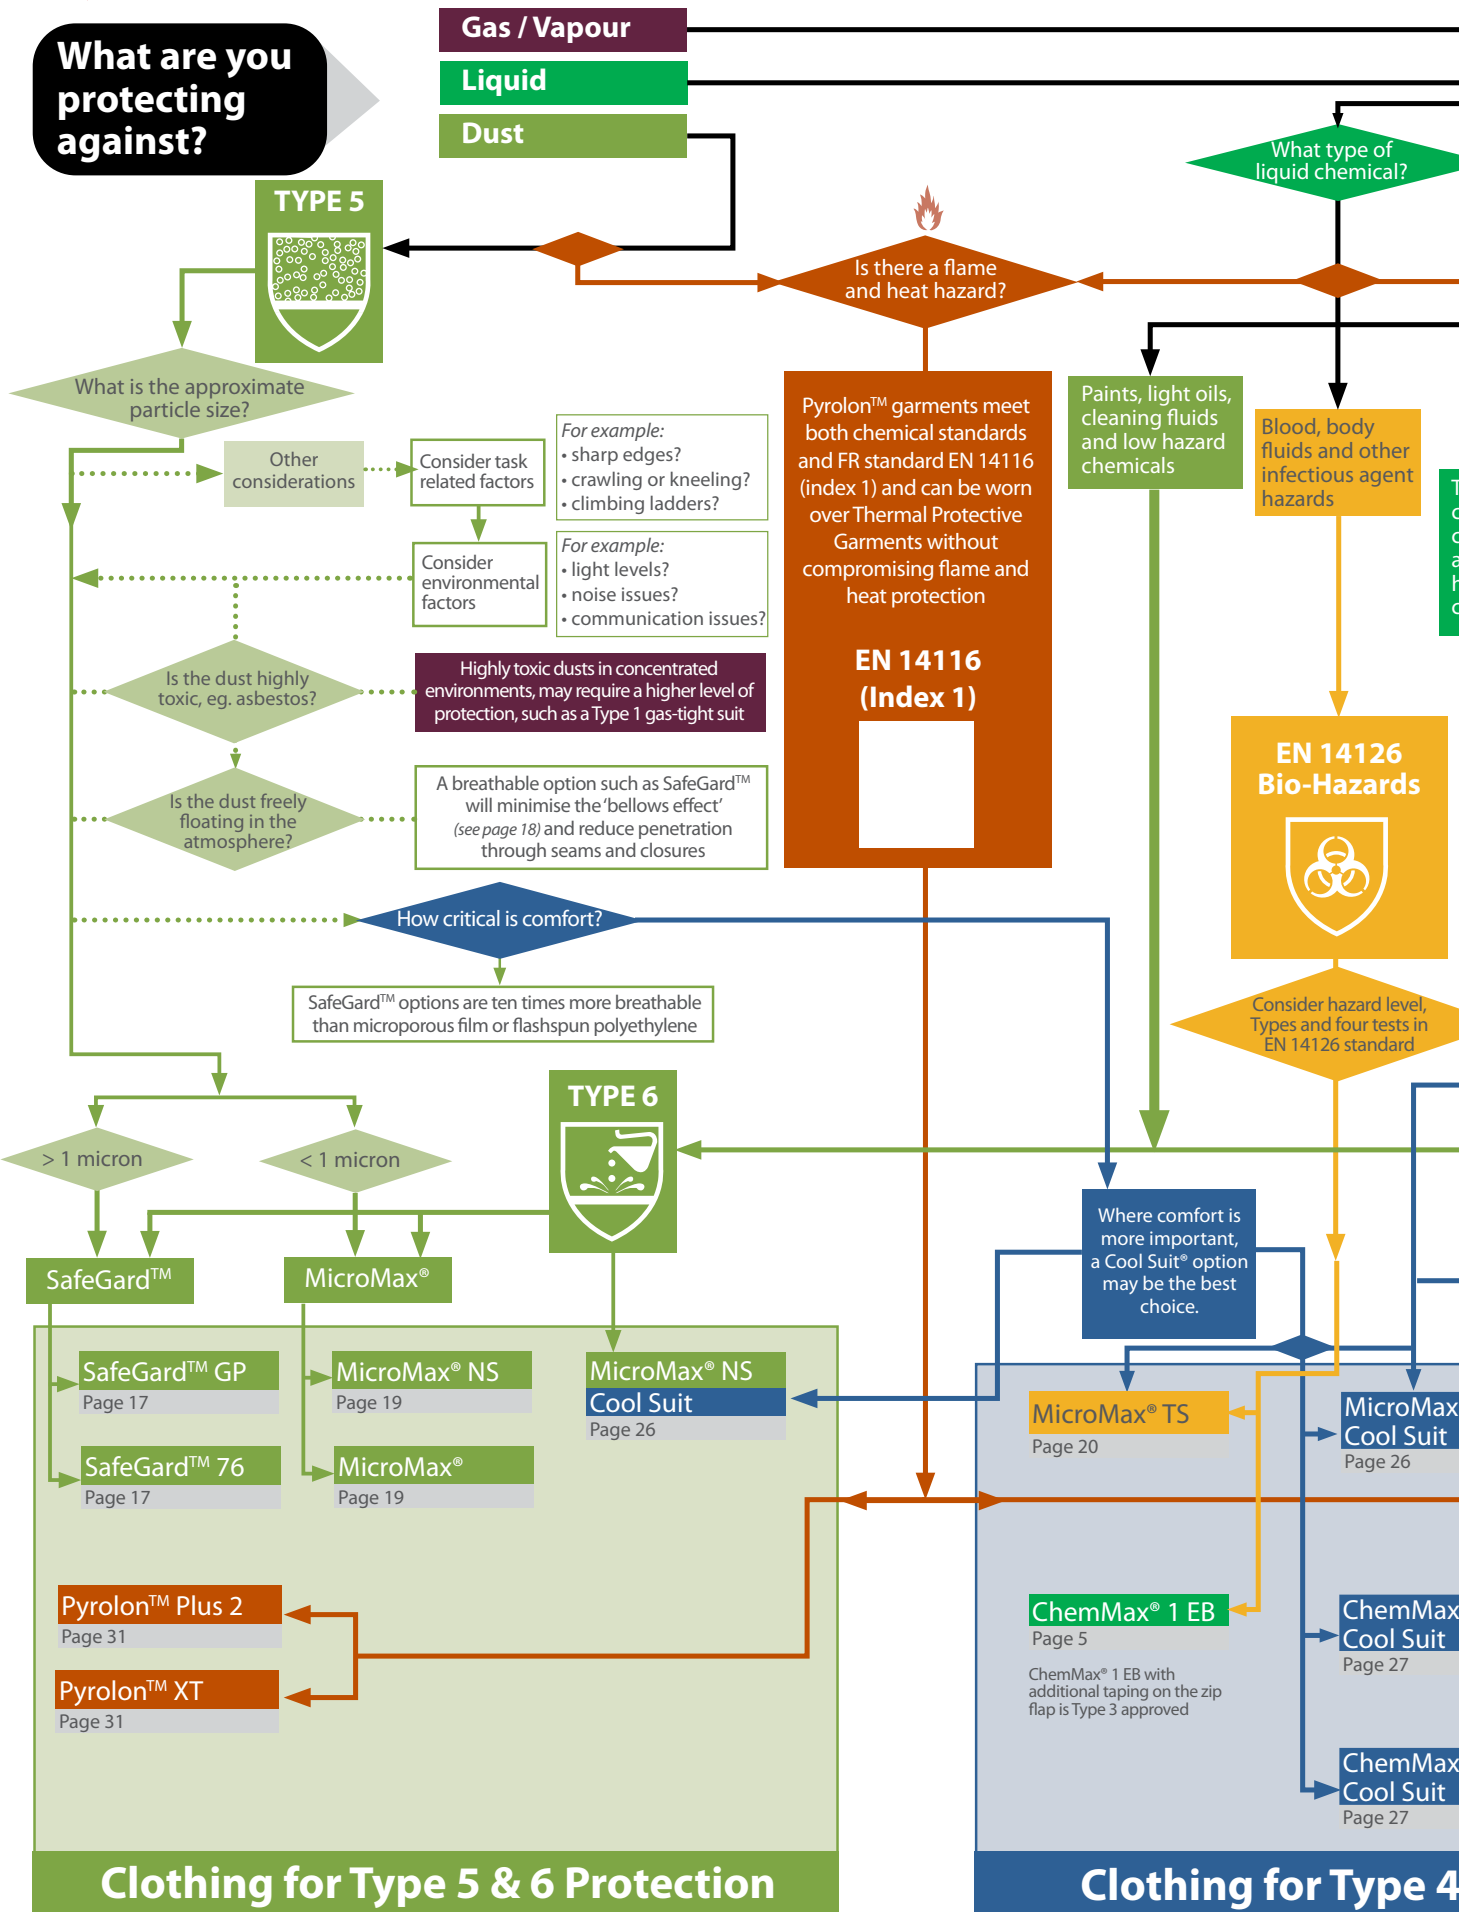 What are you
protecting
against?
Gas / Vapour
Liquid
Dust
What type of
liquid chemical?
TYPE 5
Is there a flame
and heat hazard?
What is the approximate
particle size?
Other
considerations
Consider task
related factors
For example:
• sharp edges?
• crawling or kneeling?
• climbing ladders?
Consider
environmental
factors
For example:
• light levels?
• noise issues?
• communication issues?
Is the dust highly
toxic, eg. asbestos?
Highly toxic dusts in concentrated
environments, may require a higher level of
protection, such as a Type 1 gas-tight suit
Is the dust freely
floating in the
atmosphere?
A breathable option such as SafeGard™
will minimise the ‘bellows effect’
(see page 18) and reduce penetration
through seams and closures
How critical is comfort?
SafeGard™ options are ten times more breathable
than microporous film or flashspun polyethylene
Pyrolon™ garments meet
both chemical standards
and FR standard EN 14116
(index 1) and can be worn
over Thermal Protective
Garments without
compromising flame and
heat protection
EN 14116
(Index 1)
Paints, light oils,
cleaning fluids
and low hazard
chemicals
Blood, body
fluids and other
infectious agent
hazards
EN 14126
Bio-Hazards
Consider hazard level,
Types and four tests in
EN 14126 standard
> 1 micron
< 1 micron
TYPE 6
Where comfort is
more important,
a Cool Suit® option
may be the best
choice.
SafeGard™
MicroMax®
SafeGard™ GP
Page 17
SafeGard™ 76
Page 17
MicroMax® NS
Page 19
MicroMax®
Page 19
MicroMax® NS
Cool Suit
Page 26
Pyrolon™ Plus 2
Page 31
Pyrolon™ XT
Page 31
MicroMax® TS
Page 20
MicroMax
Cool Suit
Page 26
ChemMax® 1 EB
Page 5
ChemMax® 1 EB with
additional taping on the zip
flap is Type 3 approved
ChemMax
Cool Suit
Page 27
ChemMax
Cool Suit
Page 27
Clothing for Type 5 & 6 Protection
Clothing for Type 4